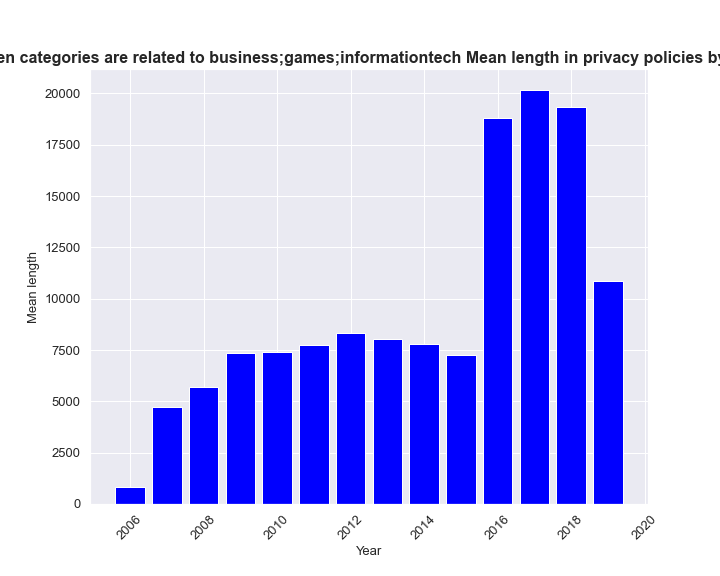 en categories are related to business;games;informationtech Mean length in privacy policies by
20000
17500
15000
12500
10000
7500
5000
2500
0
Mean length
2006 2008 2010 2012 2014 2016 2018 2020
Year